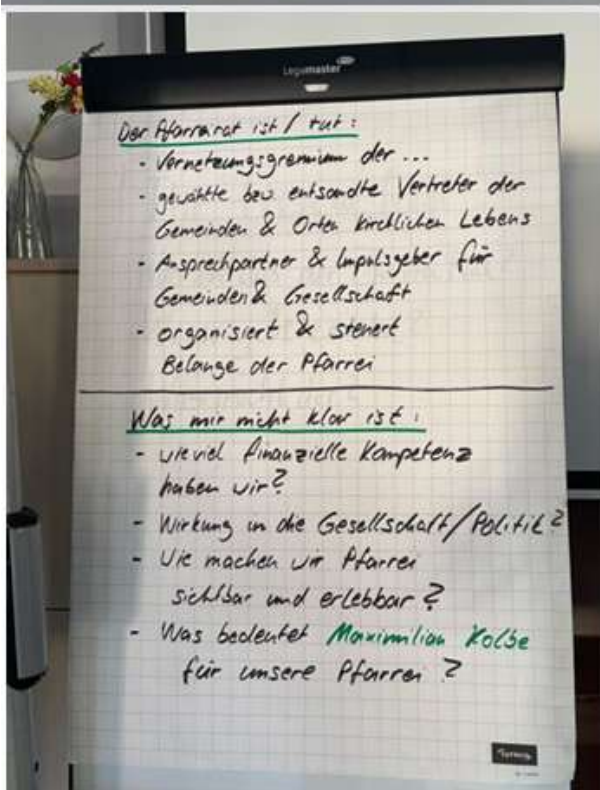 Legamaster
Der Pfarreirat ist / tut:
- Vernetzungsgremium der ...
- gewählte bzw entsandte Vertreter der
Gemeinden & Orten kirchlichen Lebens
- Ansprechpartner & Impulsgeber für
Gemeinden & Gesellschaft
- organisiert & steuert
Belange der Pfarrei
Was mir nicht klar ist:
- wieviel finanzielle Kompetenz
haben wir?
- Wirkung in die Gesellschaft/Politik?
- Wie machen wir Pfarrei
sichtbar und erlebbar?
- Was bedeutet Maximilian Kolbe
für unsere Pfarrei?